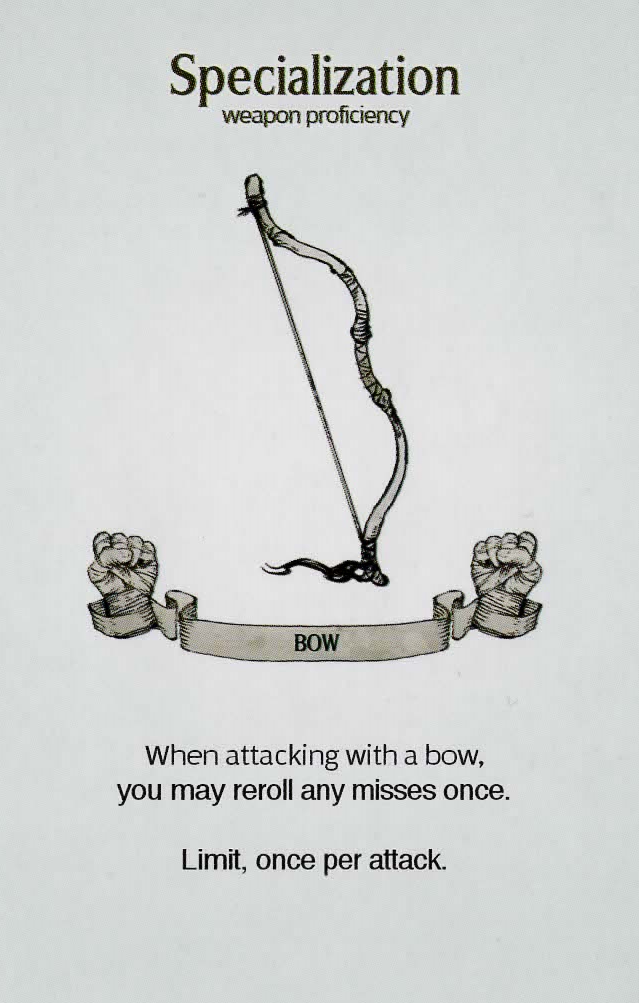 Specialization
weapon proficiency
BOW
When attacking with a bow,
you may reroll any misses once.
Limit, once per attack.